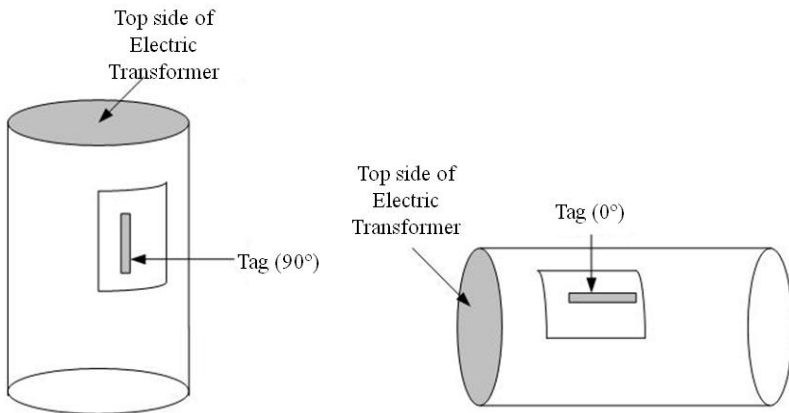 Top side of
Electric
Transformer
Tag (90°)
Top side of
Electric
Transformer
Tag (0°)